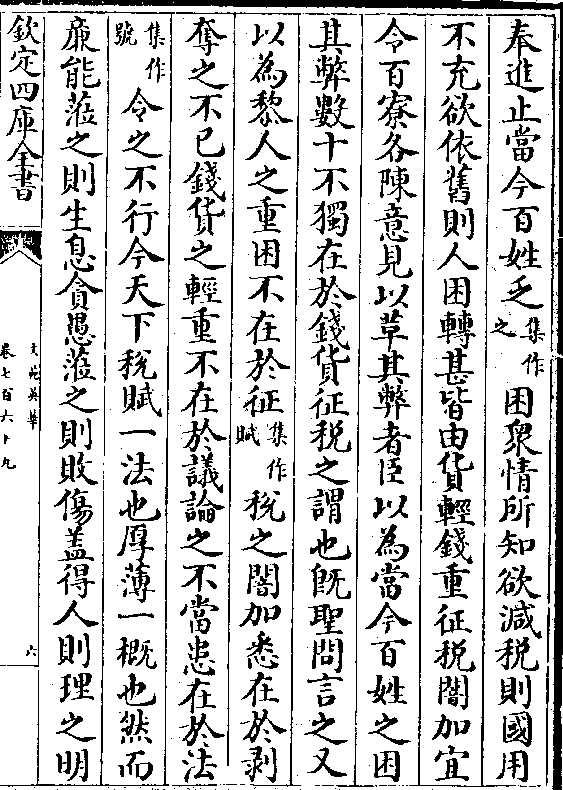 奉進止當今百姓乏集作之困衆情所知欲減税則國用
不充欲依舊則人困轉甚皆由貨輕錢重征税闇加宜
令百寮各陳意見以革其弊者臣以為當今百姓之困
其弊數十不獨在於錢貨征税之謂也旣聖問言之又
以為黎人之重困不在於征集作賦税之闇加悉在於剥
奪之不已錢貨之輕重不在於議論之不當患在於法
集作號令之不行今天下税賦一法也厚薄一概也然而
廉能蒞之則生息貪愚蒞之則敗傷盖得人則理之明
欽定四庫全書
文苑英華
卷七百六十九
六